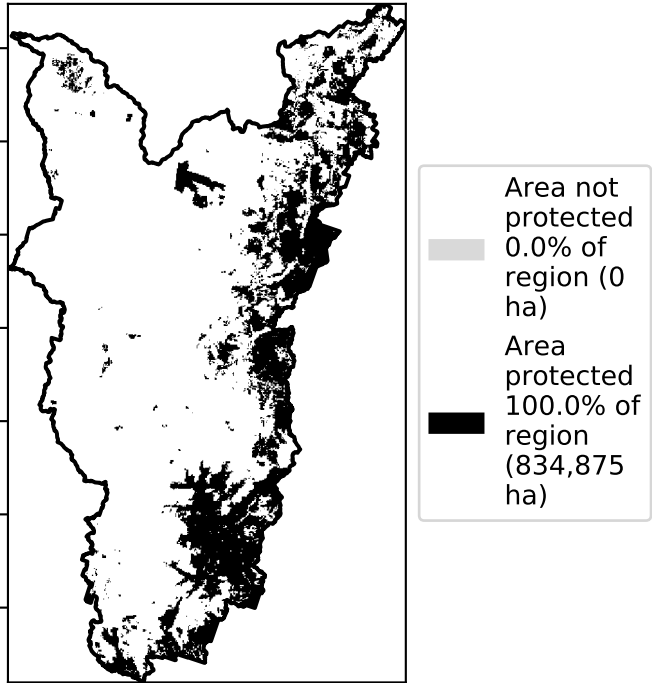 Area not
protected
0.0% of
region (0
ha)
Area
protected
100.0% of
region
(834,875
ha)